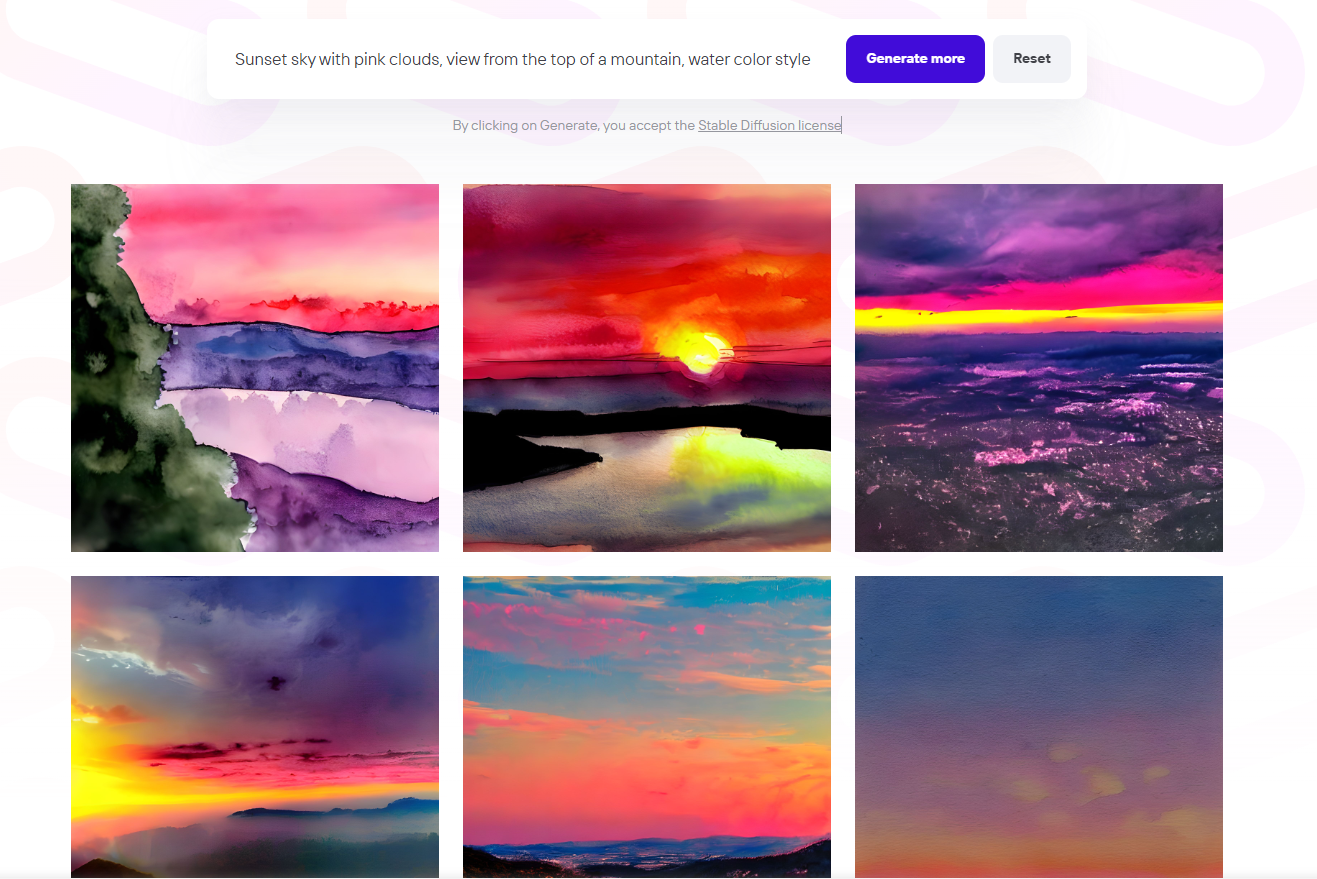 Sunset sky with pink clouds, view from the top of a mountain, water color style
Generate more
Reset
By clicking on Generate, you accept the Stable Diffusion license